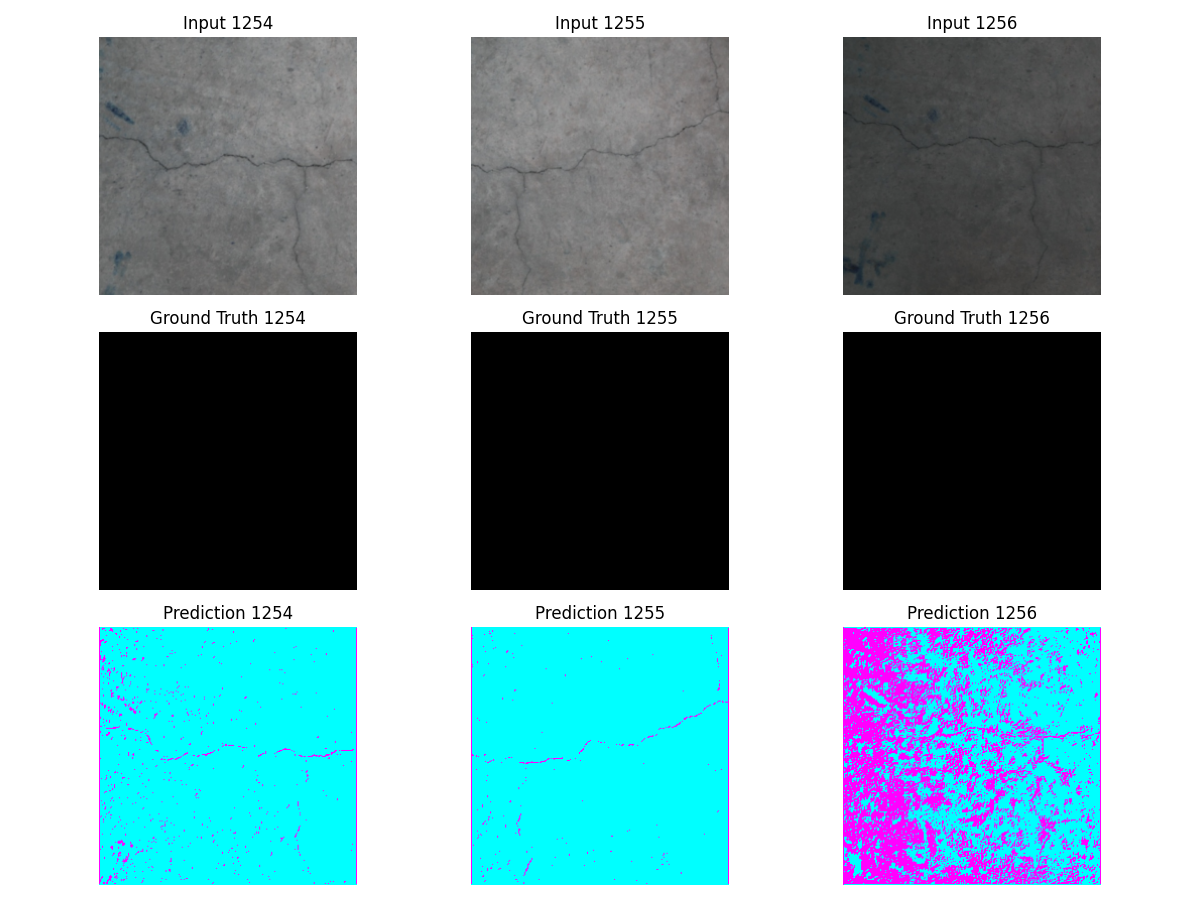 Input 1254
Input 1255
Input 1256
Ground Truth 1254
Ground Truth 1255
Ground Truth 1256
Prediction 1254
Prediction 1255
Prediction 1256